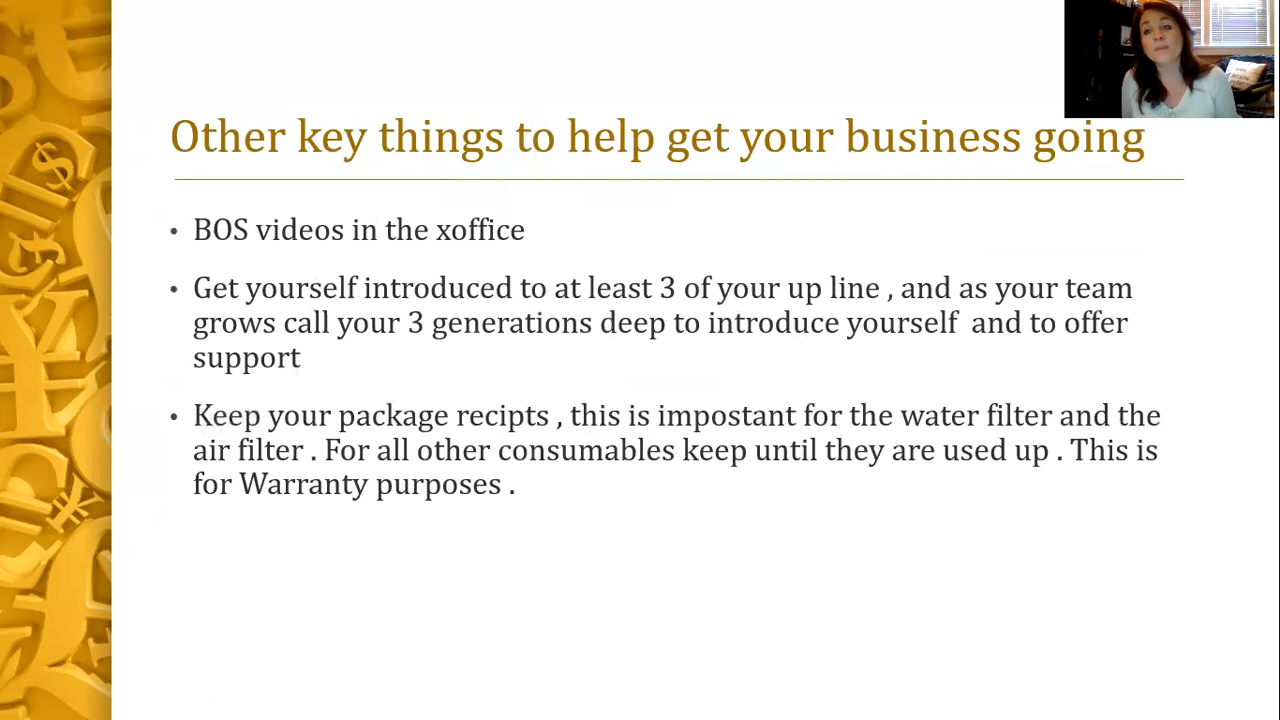 Other key things to help get your business going
• BOS videos in the xoffice
• Get yourself introduced to at least 3 of your up line , and as your team
grows call your 3 generations deep to introduce yourself  and to offer
support
• Keep your package recipts , this is impostant for the water filter and the
air filter . For all other consumables keep until they are used up . This is
for Warranty purposes .